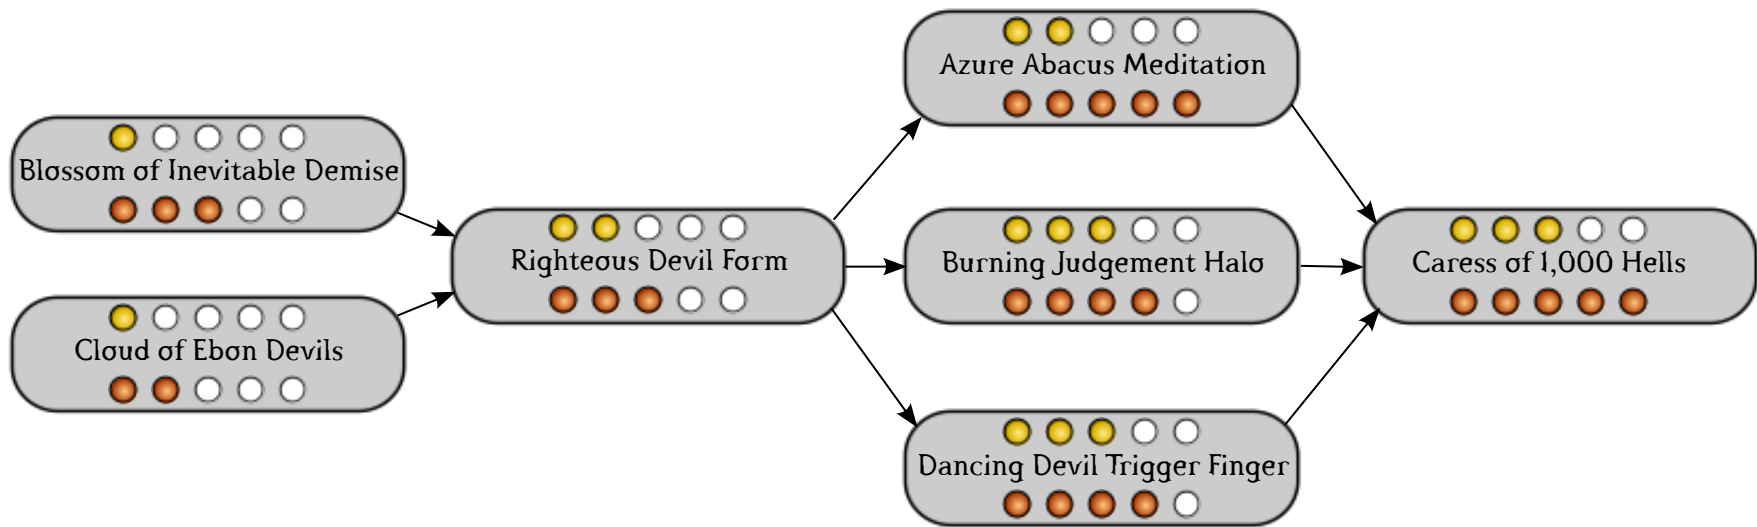 Azure Abacus Meditation
Blossom of Inevitable Demise
Righteous Devil Form
Burning Judgement Halo
Caress of 1,000 Hells
Cloud of Ebon Devils
Dancing Devil Trigger Finger